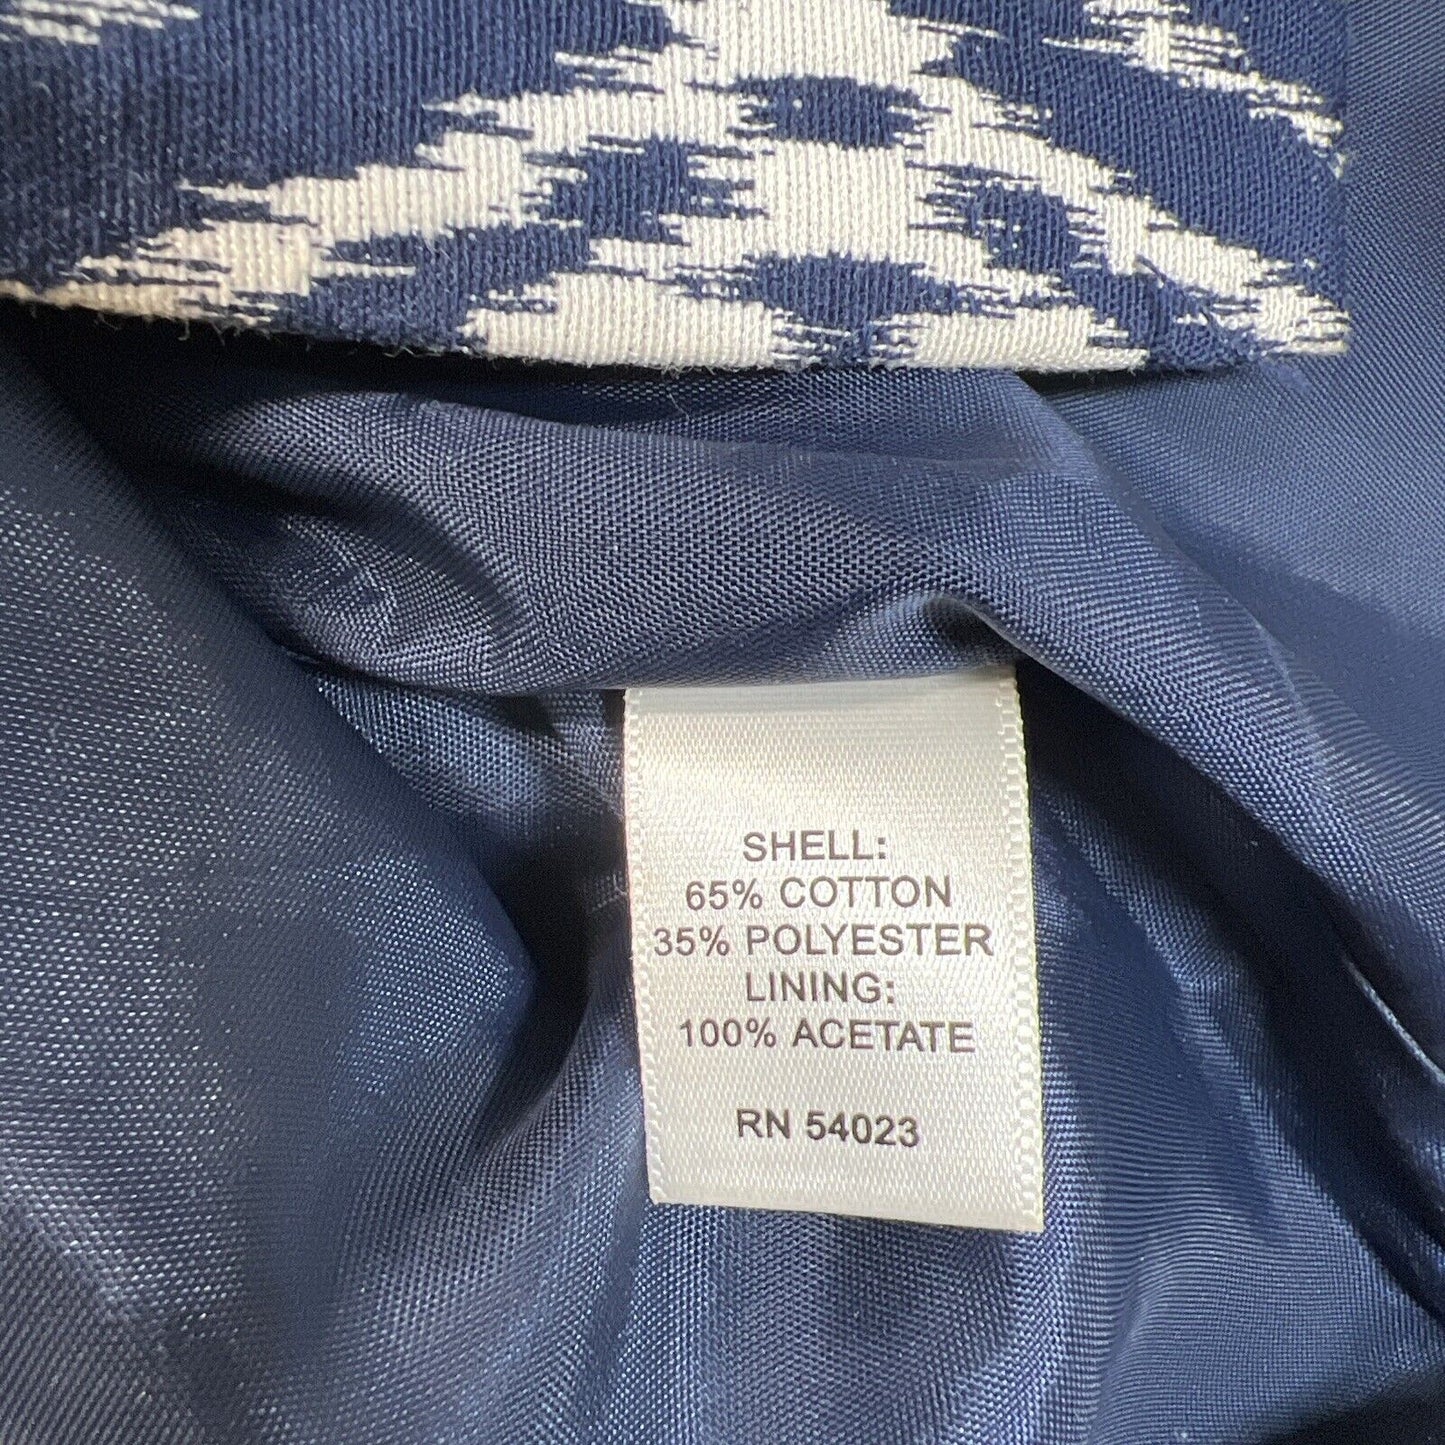 SHELL:
65% COTTON
35% POLYESTER
LINING:
100% ACETATE
RN 54023